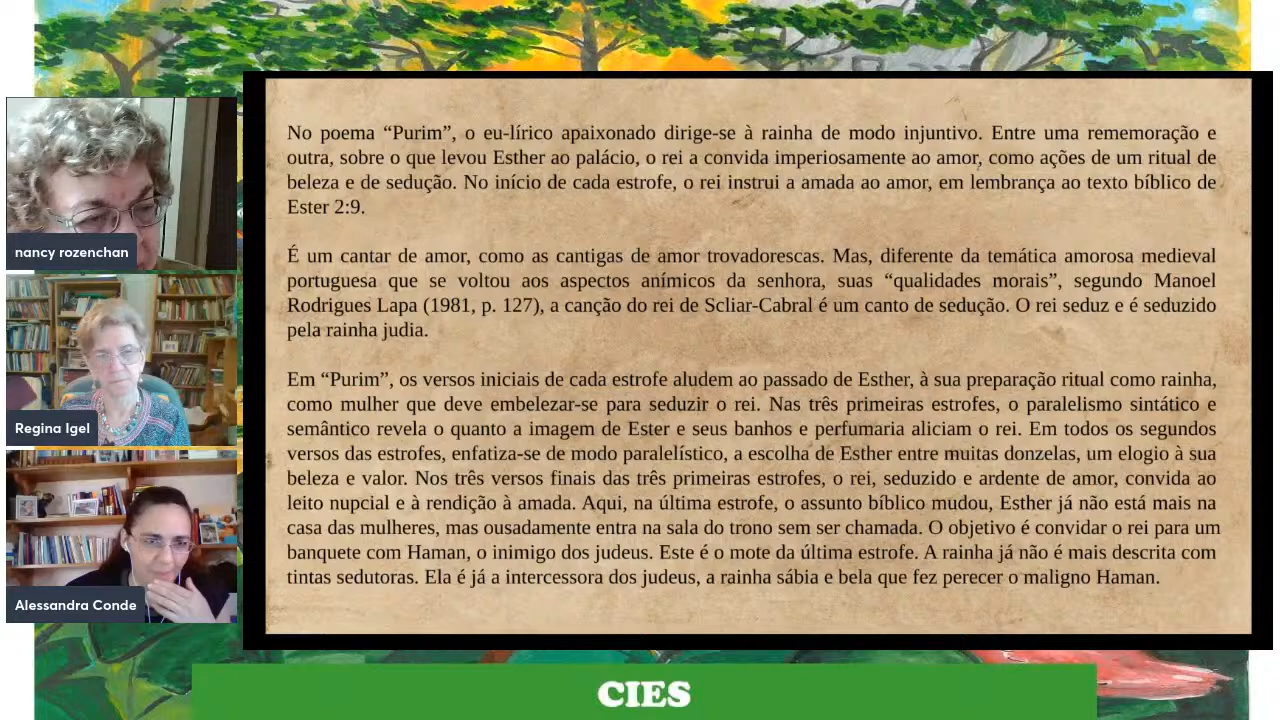 nancy rozenchan
Regina Igel
Alessandra Conde
No poema “Purim”, o eu-lírico apaixonado dirige-se à rainha de modo injuntivo. Entre uma rememoração e
outra, sobre o que levou Esther ao palácio, o rei a convida imperiosamente ao amor, como ações de um ritual de
beleza e de sedução. No início de cada estrofe, o rei instrui a amada ao amor, em lembrança ao texto bíblico de
Ester 2:9.
É um cantar de amor, como as cantigas de amor trovadorescas. Mas, diferente da temática amorosa medieval
portuguesa que se voltou aos aspectos anímicos da senhora, suas “qualidades morais”, segundo Manoel
Rodrigues Lapa (1981, p. 127), a canção do rei de Scliar-Cabral é um canto de sedução. O rei seduz e é seduzido
pela rainha judia.
Em “Purim”, os versos iniciais de cada estrofe aludem ao passado de Esther, à sua preparação ritual como rainha,
como mulher que deve embelezar-se para seduzir o rei. Nas três primeiras estrofes, o paralelismo sintático e
semântico revela o quanto a imagem de Ester e seus banhos e perfumaria aliciam o rei. Em todos os segundos
versos das estrofes, enfatiza-se de modo paralelístico, a escolha de Esther entre muitas donzelas, um elogio à sua
beleza e valor. Nos três versos finais das três primeiras estrofes, o rei, seduzido e ardente de amor, convida ao
leito nupcial e à rendição à amada. Aqui, na última estrofe, o assunto bíblico mudou, Esther já não está mais na
casa das mulheres, mas ousadamente entra na sala do trono sem ser chamada. O objetivo é convidar o rei para um
banquete com Haman, o inimigo dos judeus. Este é o mote da última estrofe. A rainha já não é mais descrita com
tintas sedutoras. Ela é já a intercessora dos judeus, a rainha sábia e bela que fez perecer o maligno Haman.
CIES